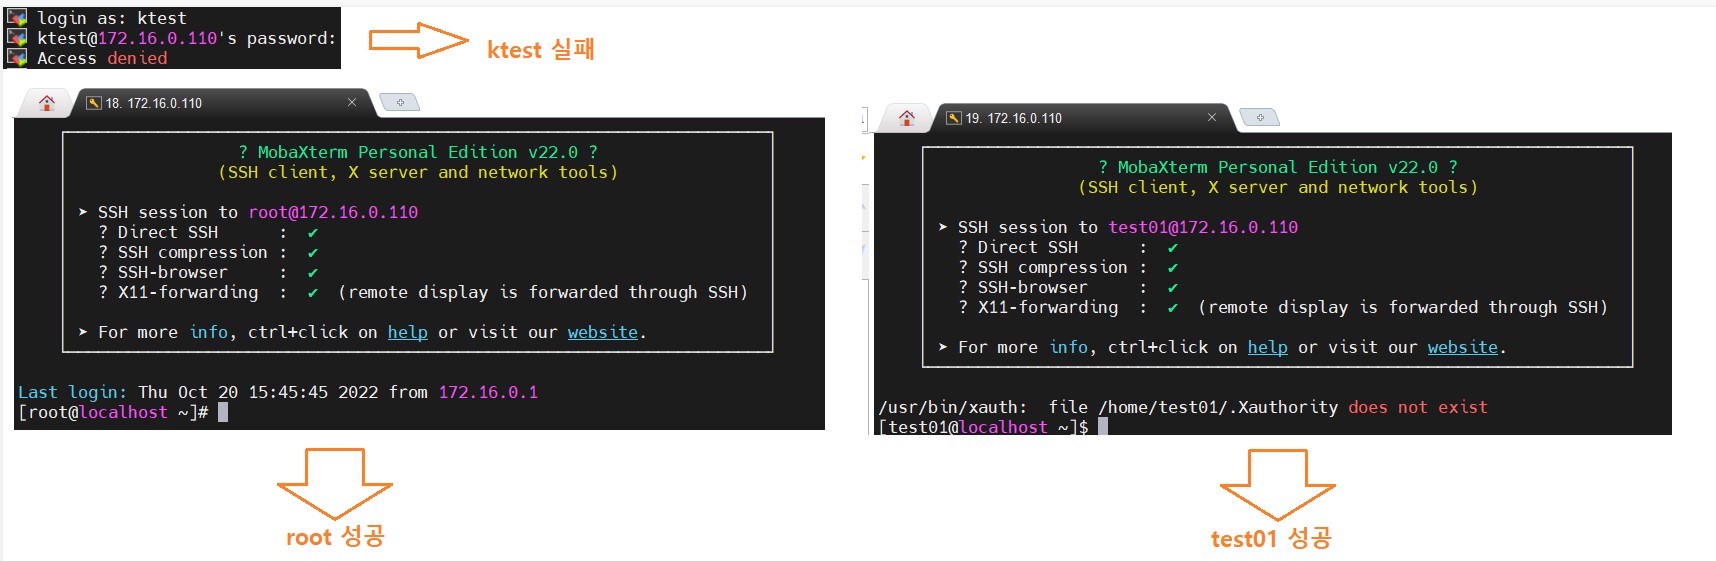 login as: ktest
ktest@172.16.0.110's password:
Access denied
ktest 실패
18. 172.16.0.110
? MobaXterm Personal Edition v22.0 ?
(SSH client, X server and network tools)
➤ SSH session to root@172.16.0.110
? Direct SSH : ✔
? SSH compression : ✔
? SSH-browser : ✔
? X11-forwarding : ✔ (remote display is forwarded through SSH)
➤ For more info, ctrl+click on help or visit our website.
Last login: Thu Oct 20 15:45:45 2022 from 172.16.0.1
[root@localhost ~]#
root 성공
19. 172.16.0.110
? MobaXterm Personal Edition v22.0 ?
(SSH client, X server and network tools)
➤ SSH session to test01@172.16.0.110
? Direct SSH : ✔
? SSH compression : ✔
? SSH-browser : ✔
? X11-forwarding : ✔ (remote display is forwarded through SSH)
➤ For more info, ctrl+click on help or visit our website.
/usr/bin/xauth: file /home/test01/.Xauthority does not exist
[test01@localhost ~]$
test01 성공